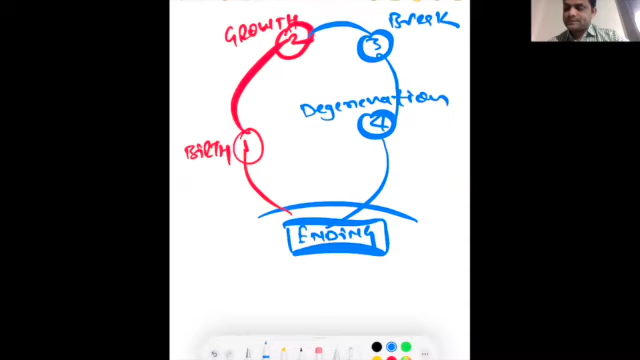 GROWTH
2
Break
3
Degeneration
4
BIRTH
1
ENDING